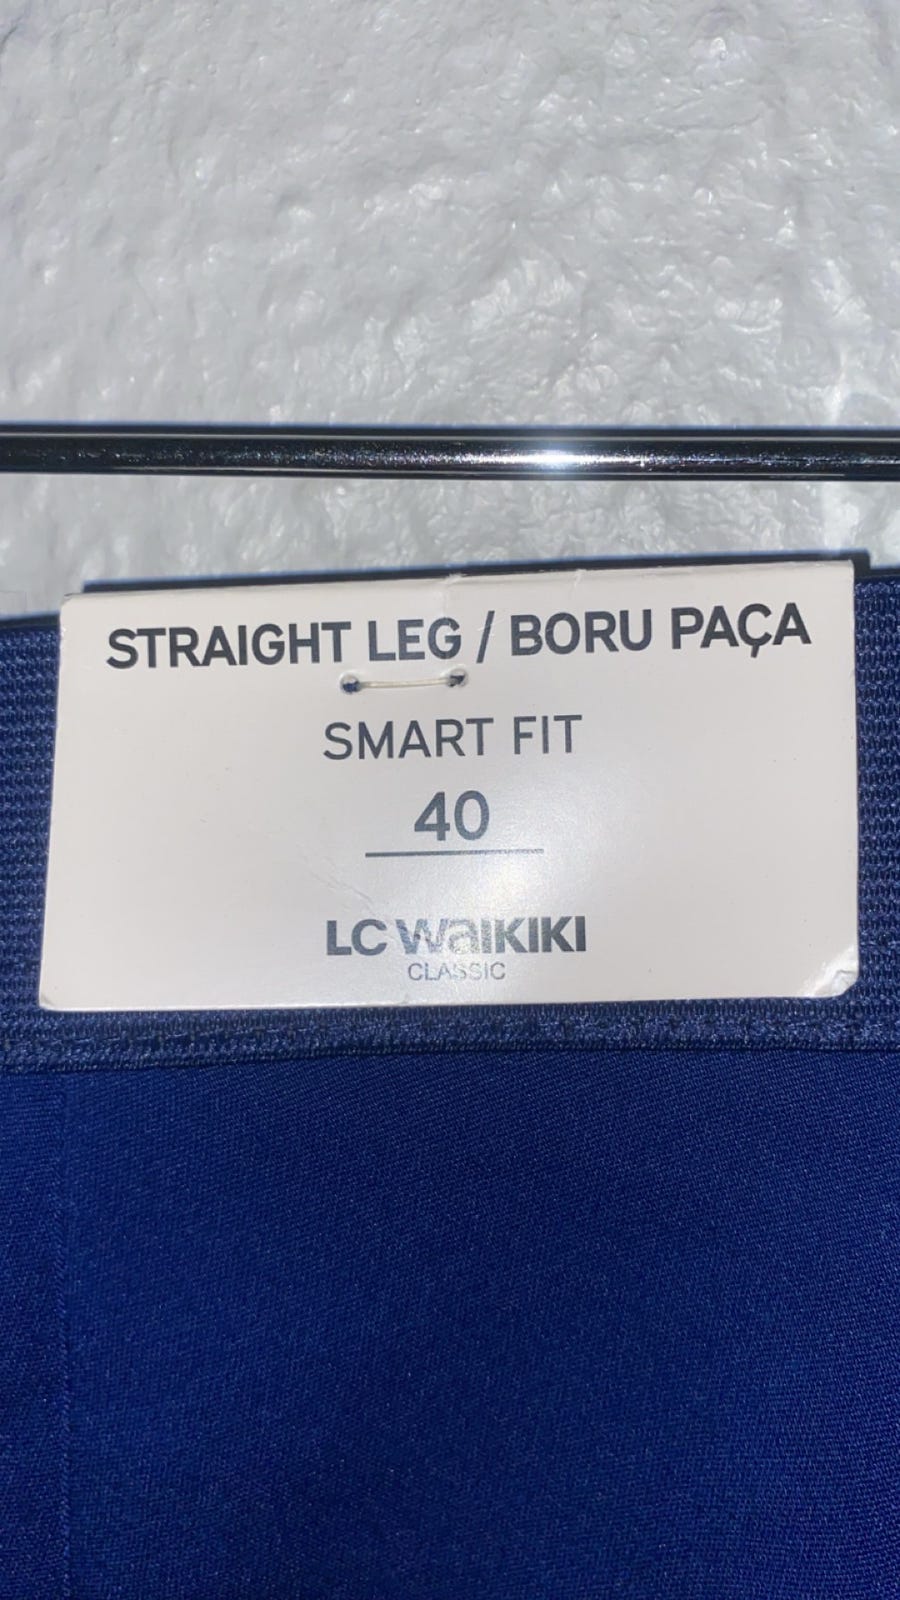 STRAIGHT LEG / BORU PAÇA
SMART FIT
40
LC WAIKIKI
CLASSIC